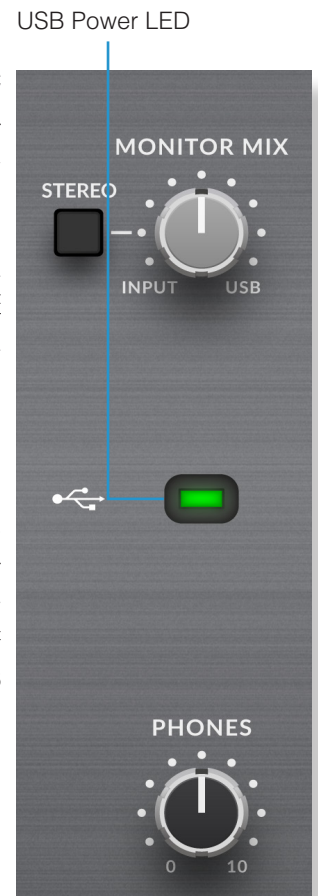 USB Power LED
MONITOR MIX
STEREO
INPUT USB
PHONES
0 10